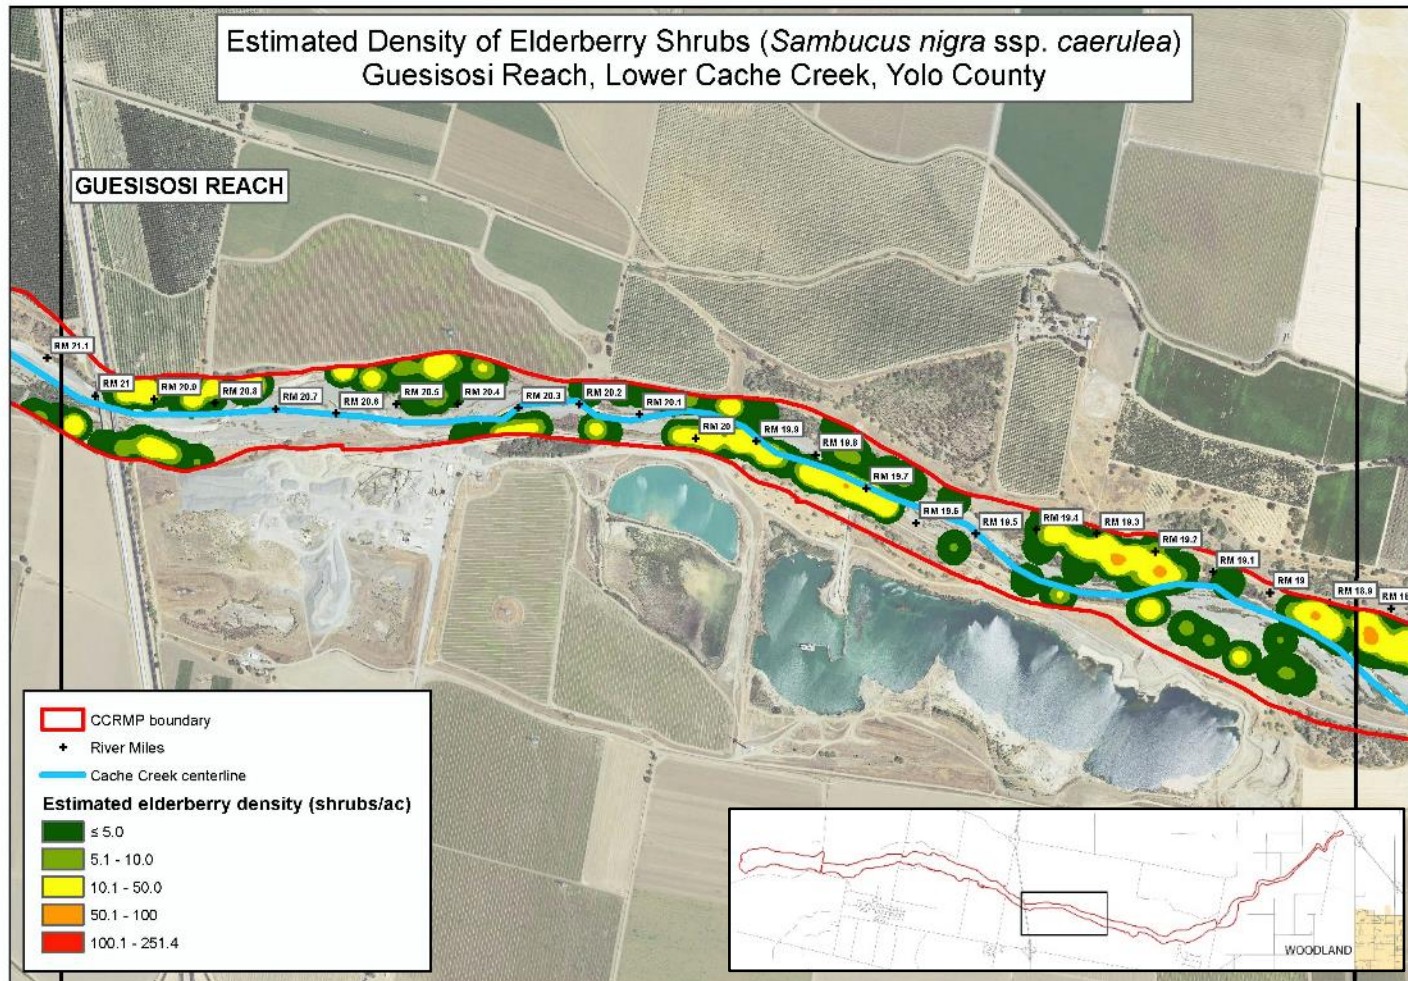 Estimated Density of Elderberry Shrubs (Sambucus nigra ssp. caerulea)
Guesisosi Reach, Lower Cache Creek, Yolo County
GUESISOSI REACH
RM 21.1
RM 21
RM 20.9
RM 20.8
RM 20.7
RM 20.6
RM 20.5
RM 20.4
RM 20.3
RM 20.2
RM 20.1
RM 20
RM 19.9
RM 19.8
RM 19.7
RM 19.6
RM 19.5
RM 19.4
RM 19.3
RM 19.2
RM 19.1
RM 19
RM 18.9
RM 18
CCRMP boundary
River Miles
Cache Creek centerline
Estimated elderberry density (shrubs/ac)
≤ 5.0
5.1 - 10.0
10.1 - 50.0
50.1 - 100
100.1 - 251.4
WOODLAND